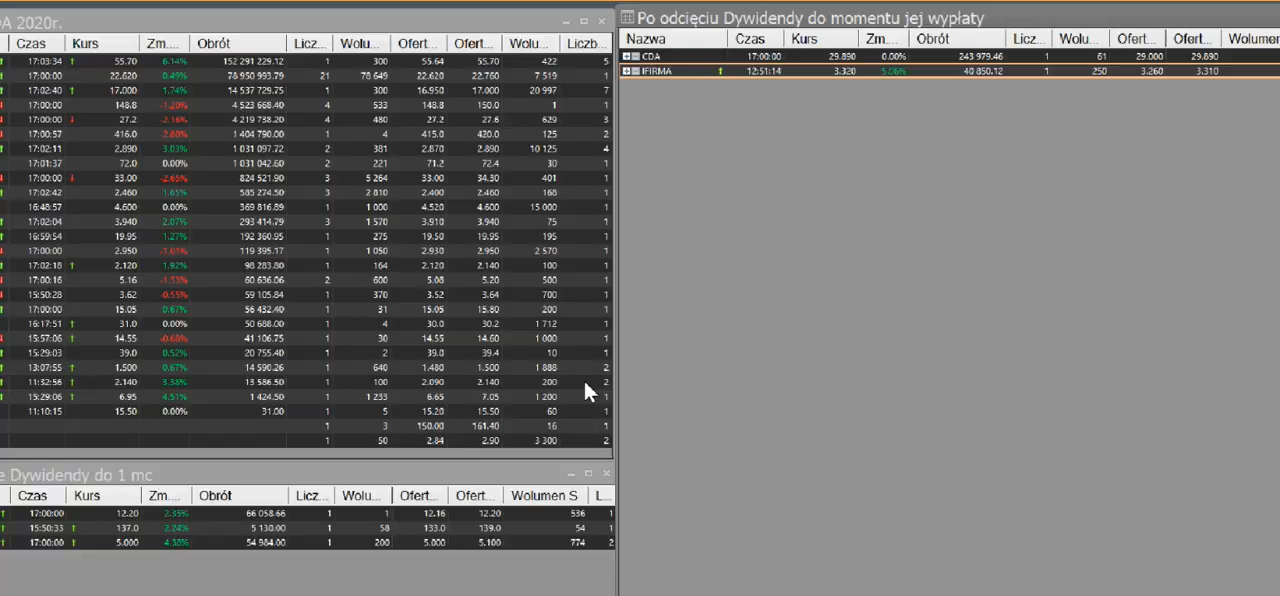 DA 2020r.
Czas Kurs Zm.... Obrót Licz... Wolu... Ofert... Ofert... Wolu... Liczb...
17:03:34 ↑ 55.70 6.14% 152 291 229.12 1 300 55.64 55.70 422 5
17:00:00 22.620 0.49% 78 950 993.79 21 78 649 22.620 22.760 7 519 1
17:02:40 ↑ 17.000 1.74% 14 537 729.75 1 300 16.950 17.000 20 997 7
17:00:00 148.8 -1.20% 4 523 668.40 4 533 148.8 150.0 1 1
17:00:00 ↓ 27.2 -2.16% 4 219 738.20 4 480 27.2 27.6 629 3
17:00:57 416.0 -2.80% 1 404 790.00 1 4 415.0 420.0 125 2
17:02:11 2.890 3.03% 1 031 097.72 2 381 2.870 2.890 10 125 4
17:01:37 72.0 0.00% 1 031 042.60 2 221 71.2 72.4 30 1
17:00:00 ↓ 33.00 -2.65% 824 521.90 3 5 264 33.00 34.30 401 1
17:02:42 2.460 1.65% 585 274.50 3 2 810 2.400 2.460 168 1
16:48:57 4.600 0.00% 369 816.89 1 1 000 4.520 4.600 15 000 1
17:02:04 3.940 2.07% 293 414.79 3 1 570 3.910 3.940 75 1
16:59:54 19.95 1.27% 192 360.95 1 275 19.50 19.95 195 1
17:00:00 2.950 -1.01% 119 395.17 1 1 050 2.930 2.950 2 570 1
17:02:18 ↑ 2.120 1.92% 98 283.80 1 164 2.120 2.140 100 1
17:00:16 5.16 -1.53% 60 636.06 2 600 5.08 5.20 500 1
15:50:28 3.62 -0.55% 59 105.84 1 370 3.52 3.64 700 1
17:00:00 15.05 0.67% 56 432.40 1 31 15.05 15.80 200 1
16:17:51 ↑ 31.0 0.00% 50 688.00 1 4 30.0 30.2 1 712 1
15:57:06 ↑ 14.55 -0.68% 41 106.75 1 30 14.55 14.60 1 000 1
15:29:03 39.0 0.52% 20 755.40 1 2 39.0 39.4 10 1
13:07:55 ↑ 1.500 0.67% 14 590.26 1 640 1.480 1.500 1 888 2
11:32:56 ↑ 2.140 3.38% 13 586.50 1 100 2.090 2.140 200 2
15:29:06 ↑ 6.95 4.51% 1 424.50 1 1 233 6.65 7.05 1 200 1
11:10:15 15.50 0.00% 31.00 1 5 15.20 15.50 60 1
1 3 150.00 161.40 16 1
1 50 2.84 2.90 3 300 2
e Dywidendy do 1 mc
Czas Kurs Zm.... Obrót Licz... Wolu... Ofert... Ofert... Wolumen S L...
17:00:00 12.20 2.35% 66 058.66 1 1 12.16 12.20 536 1
15:50:33 ↑ 137.0 2.24% 5 130.00 1 58 133.0 139.0 54 1
17:00:00 ↑ 5.000 4.38% 54 984.00 1 200 5.000 5.100 774 2
Po odcięciu Dywidendy do momentu jej wypłaty
Nazwa Czas Kurs Zm.... Obrót Licz... Wolu... Ofert... Ofert... Wolumen
CDA 17:00:00 29.890 0.00% 243 979.46 1 61 29.000 29.890
IFIRMA ↑ 12:51:14 3.320 5.06% 40 850.12 1 250 3.260 3.310